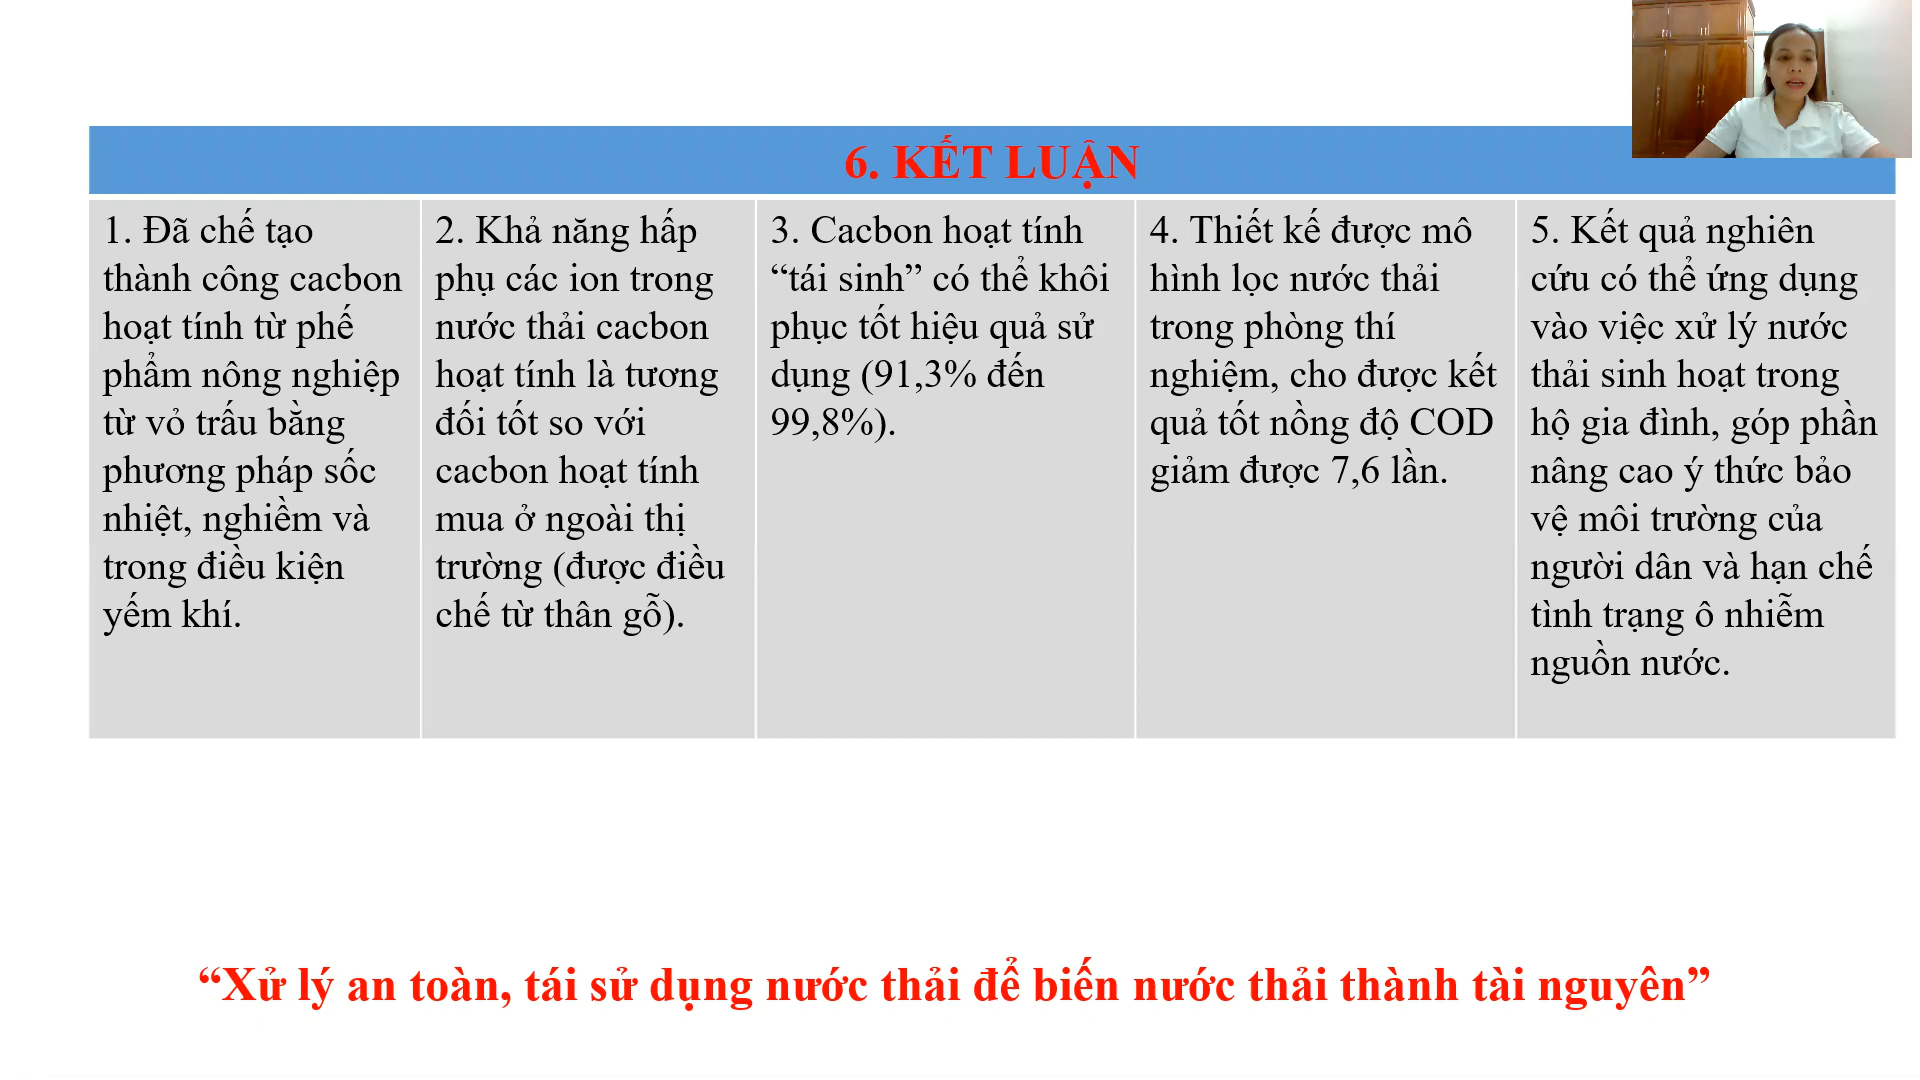 6. KẾT LUẬN
1. Đã chế tạo
thành công cacbon
hoạt tính từ phế
phẩm nông nghiệp
từ vỏ trấu bằng
phương pháp sốc
nhiệt, nghiềm và
trong điều kiện
yếm khí.
2. Khả năng hấp
phụ các ion trong
nước thải cacbon
hoạt tính là tương
đối tốt so với
cacbon hoạt tính
mua ở ngoài thị
trường (được điều
chế từ thân gỗ).
3. Cacbon hoạt tính
“tái sinh” có thể khôi
phục tốt hiệu quả sử
dụng (91,3% đến
99,8%).
4. Thiết kế được mô
hình lọc nước thải
trong phòng thí
nghiệm, cho được kết
quả tốt nồng độ COD
giảm được 7,6 lần.
5. Kết quả nghiên
cứu có thể ứng dụng
vào việc xử lý nước
thải sinh hoạt trong
hộ gia đình, góp phần
nâng cao ý thức bảo
vệ môi trường của
người dân và hạn chế
tình trạng ô nhiễm
nguồn nước.
“Xử lý an toàn, tái sử dụng nước thải để biến nước thải thành tài nguyên”